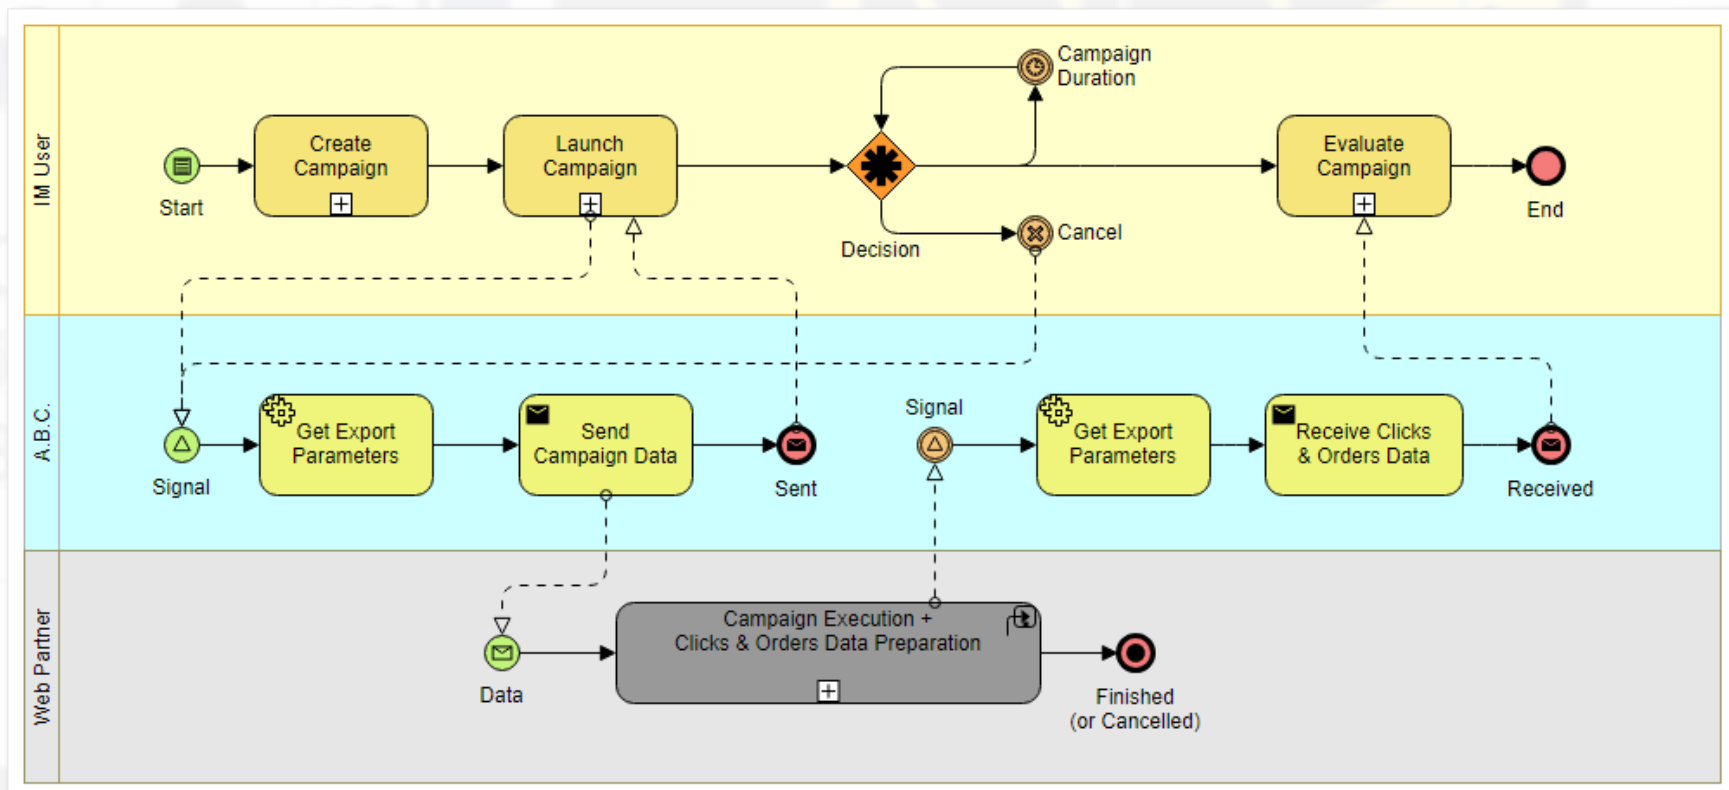 IM User
Start
Create
Campaign
Launch
Campaign
Decision
Campaign
Duration
Cancel
Evaluate
Campaign
End
A.B.C.
Signal
Get Export
Parameters
Send
Campaign Data
Sent
Signal
Get Export
Parameters
Receive Clicks
& Orders Data
Received
Web Partner
Data
Campaign Execution +
Clicks & Orders Data Preparation
Finished
(or Cancelled)